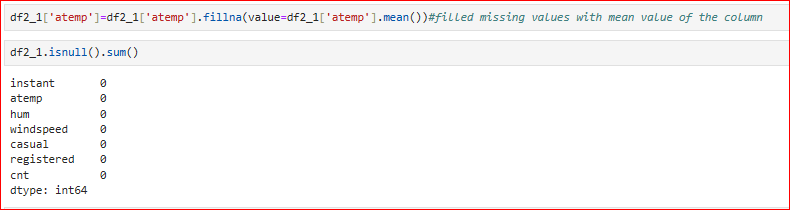 df2_1['atemp']=df2_1['atemp'].fillna(value=df2_1['atemp'].mean())#filled missing values with mean value of the column
df2_1.isnull().sum()
instant 0
atemp 0
hum 0
windspeed 0
casual 0
registered 0
cnt 0
dtype: int64